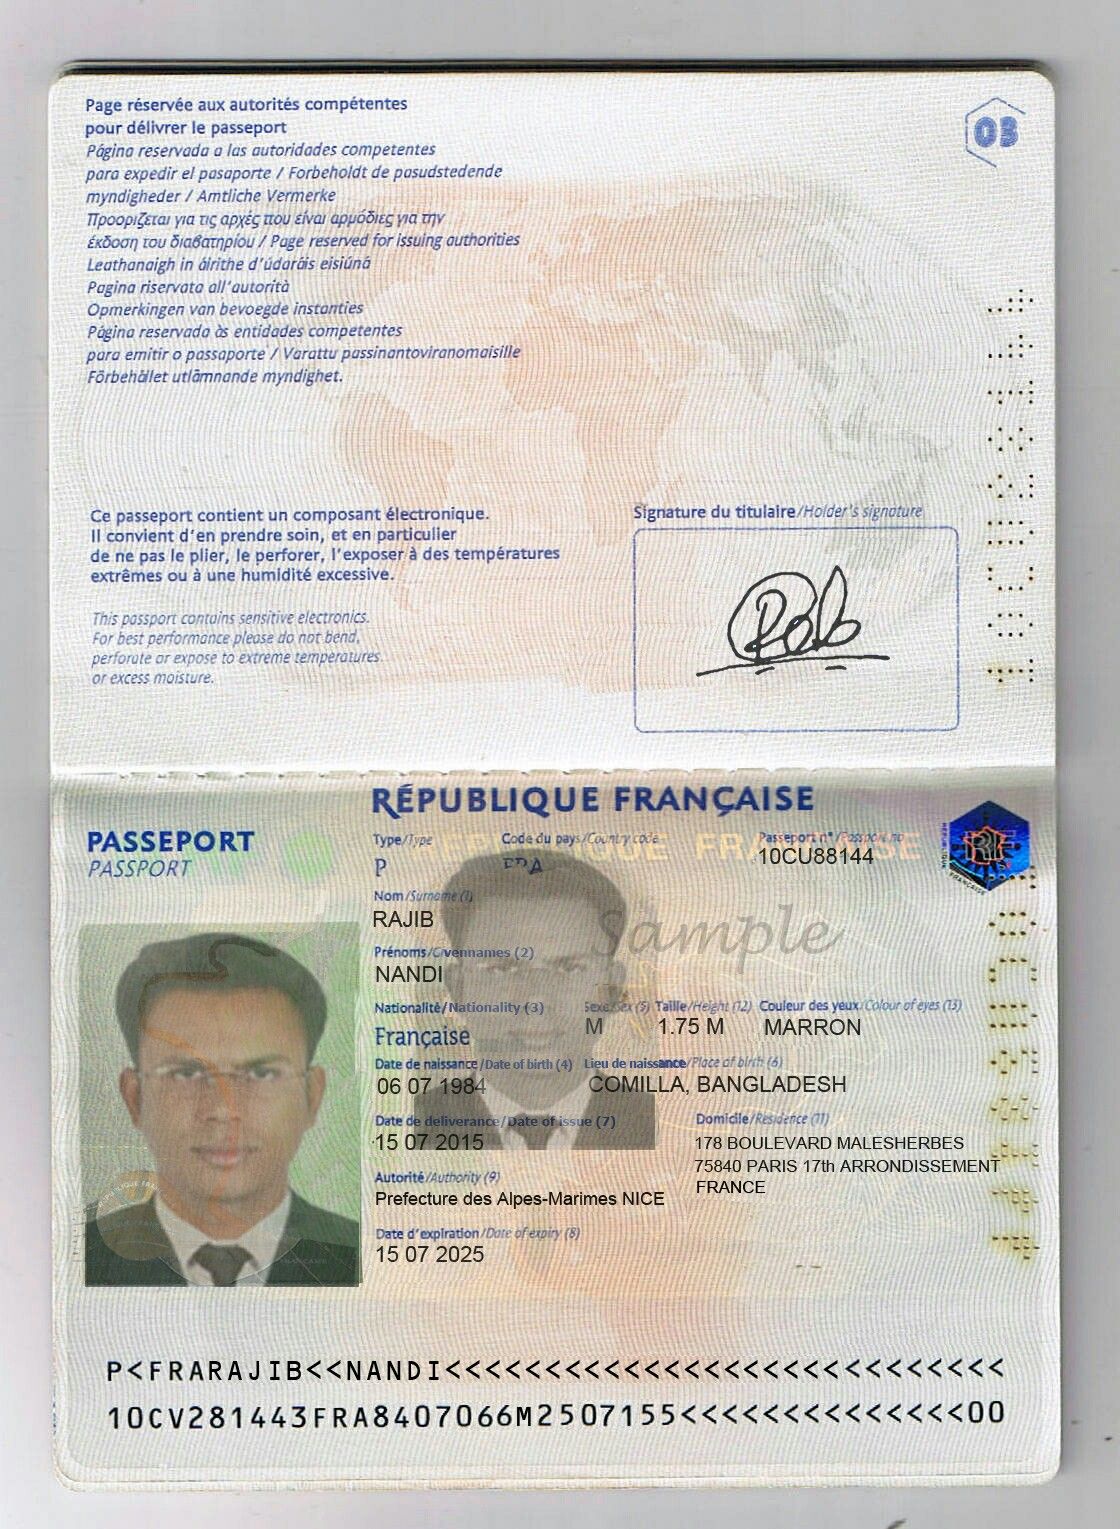 Page réservée aux autorités compétentes
pour délivrer le passeport
Página reservada a las autoridades competentes
para expedir el pasaporte / Forbeholdt de pasudstedende
myndigheder / Amtliche Vermerke
Προορίζεται για τις αρχές που είναι αρμόδιες για την
έκδοση του διαβατηρίου / Page reserved for issuing authorities
Leathanaigh in áirithe d'údaráis eisiúná
Pagina riservata all'autorità
Opmerkingen van bevoegde instanties
Página reservada às entidades competentes
para emitir o passaporte / Varattu passinantoviranomaisille
Förbehållet utlämnande myndighet.
03
Ce passeport contient un composant électronique.
Il convient d'en prendre soin, et en particulier
de ne pas le plier, le perforer, l'exposer à des températures
extrêmes ou à une humidité excessive.
This passport contains sensitive electronics.
For best performance please do not bend,
perforate or expose to extreme temperatures
or excess moisture.
Signature du titulaire/Holder's signature
RÉPUBLIQUE FRANÇAISE
PASSEPORT
PASSPORT
Type/Type Code du pays/Country code Passeport n°/Passport no
P FRA 10CU88144
Nom/Surname (1)
RAJIB
Sample
Prénoms/Givennames (2)
NANDI
Nationalité/Nationality (3) Sexe/Sex (5) Taille/Height (12) Couleur des yeux/Colour of eyes (13)
Française M 1.75 M MARRON
Date de naissance/Date of birth (4) Lieu de naissance/Place of birth (6)
06 07 1984 COMILLA, BANGLADESH
Date de deliverance/Date of issue (7) Domicile/Residence (11)
15 07 2015 178 BOULEVARD MALESHERBES
75840 PARIS 17th ARRONDISSEMENT
FRANCE
Autorité/Authority (9)
Prefecture des Alpes-Marimes NICE
Date d'expiration/Date of expiry (8)
15 07 2025
P<FRARAJIB<<NANDI<<<<<<<<<<<<<<<<<<<<<<<<<<<
10CV281443FRA8407066M2507155<<<<<<<<<<<<<<00